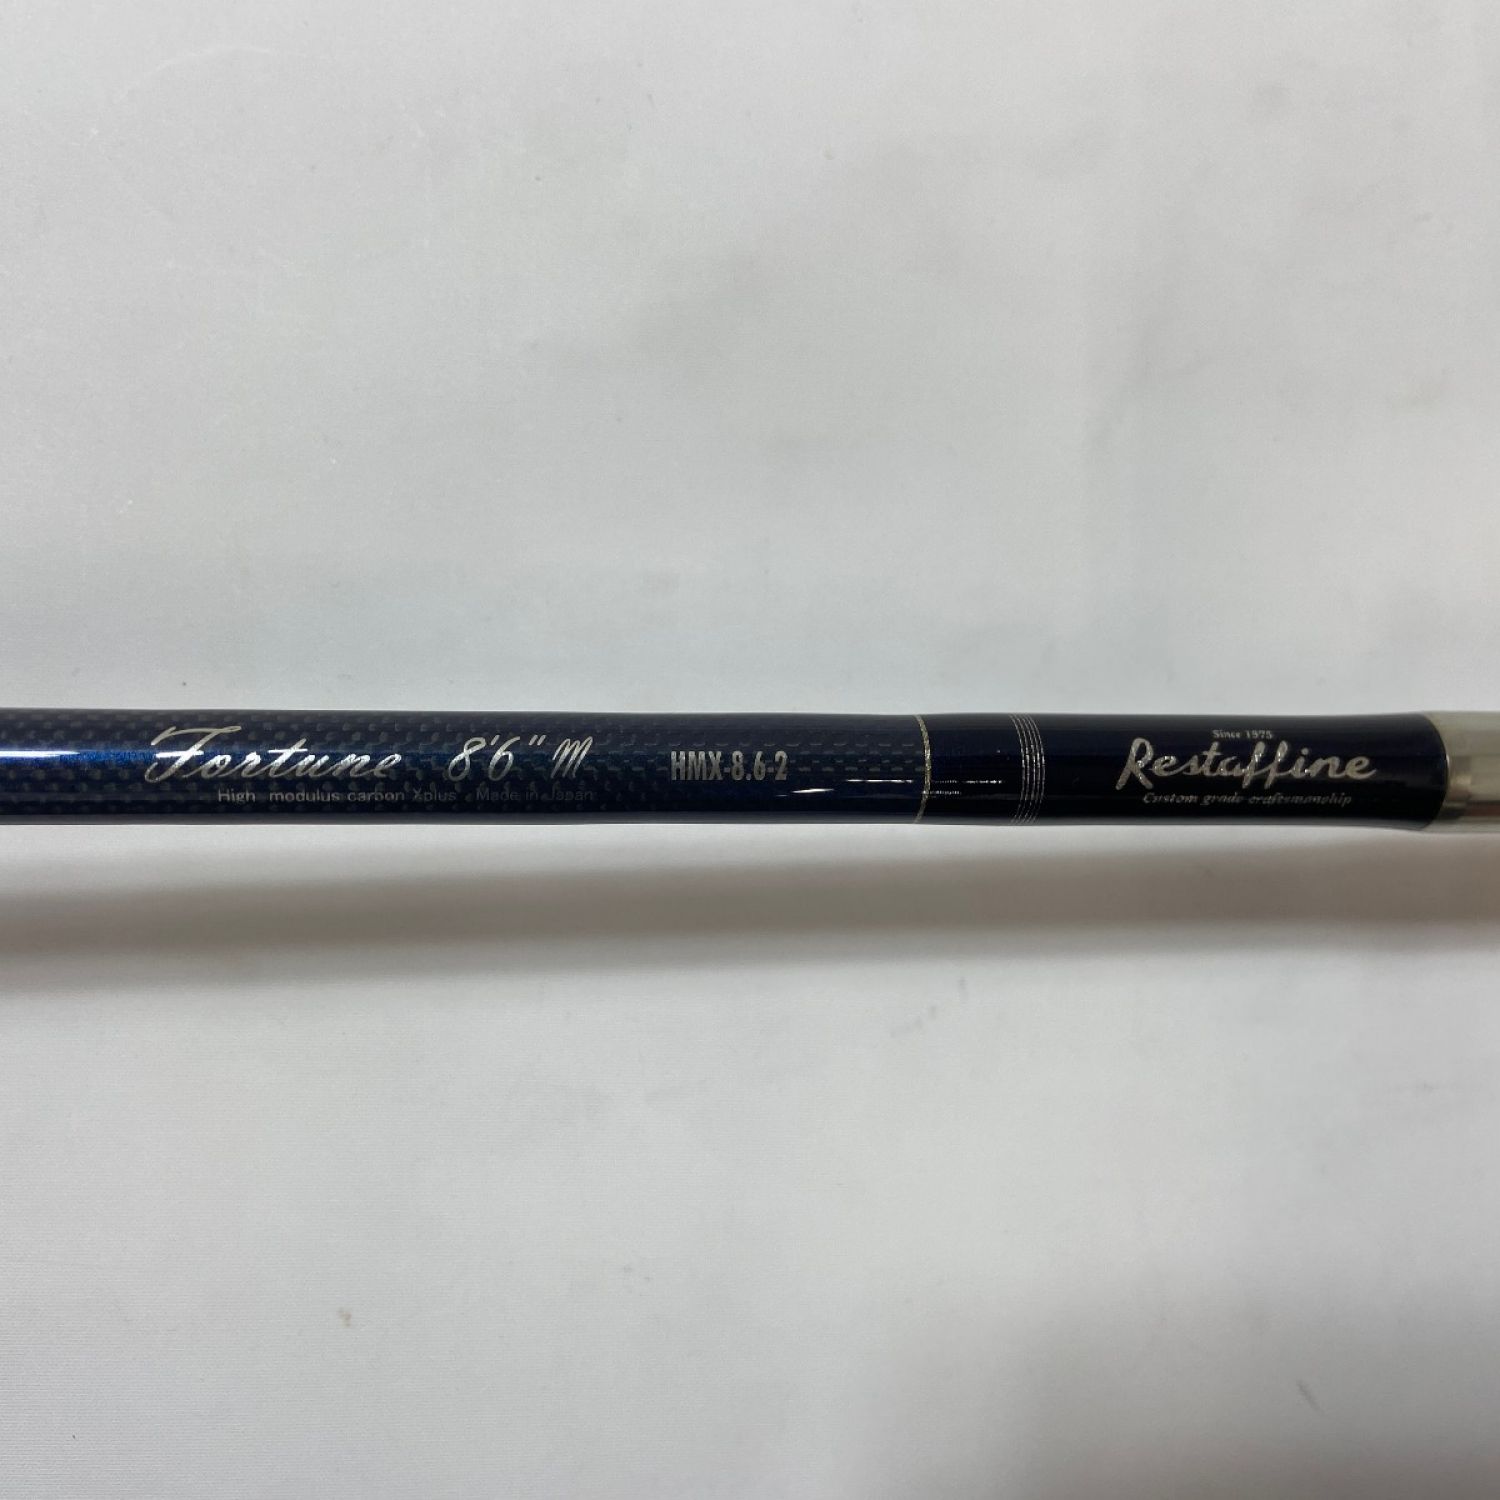 Fortune 8'6" M
High modulus carbon Xplus Made in Japan
HMX-8.6-2
Since 1975
Restaffine
Custom grade craftsmanship